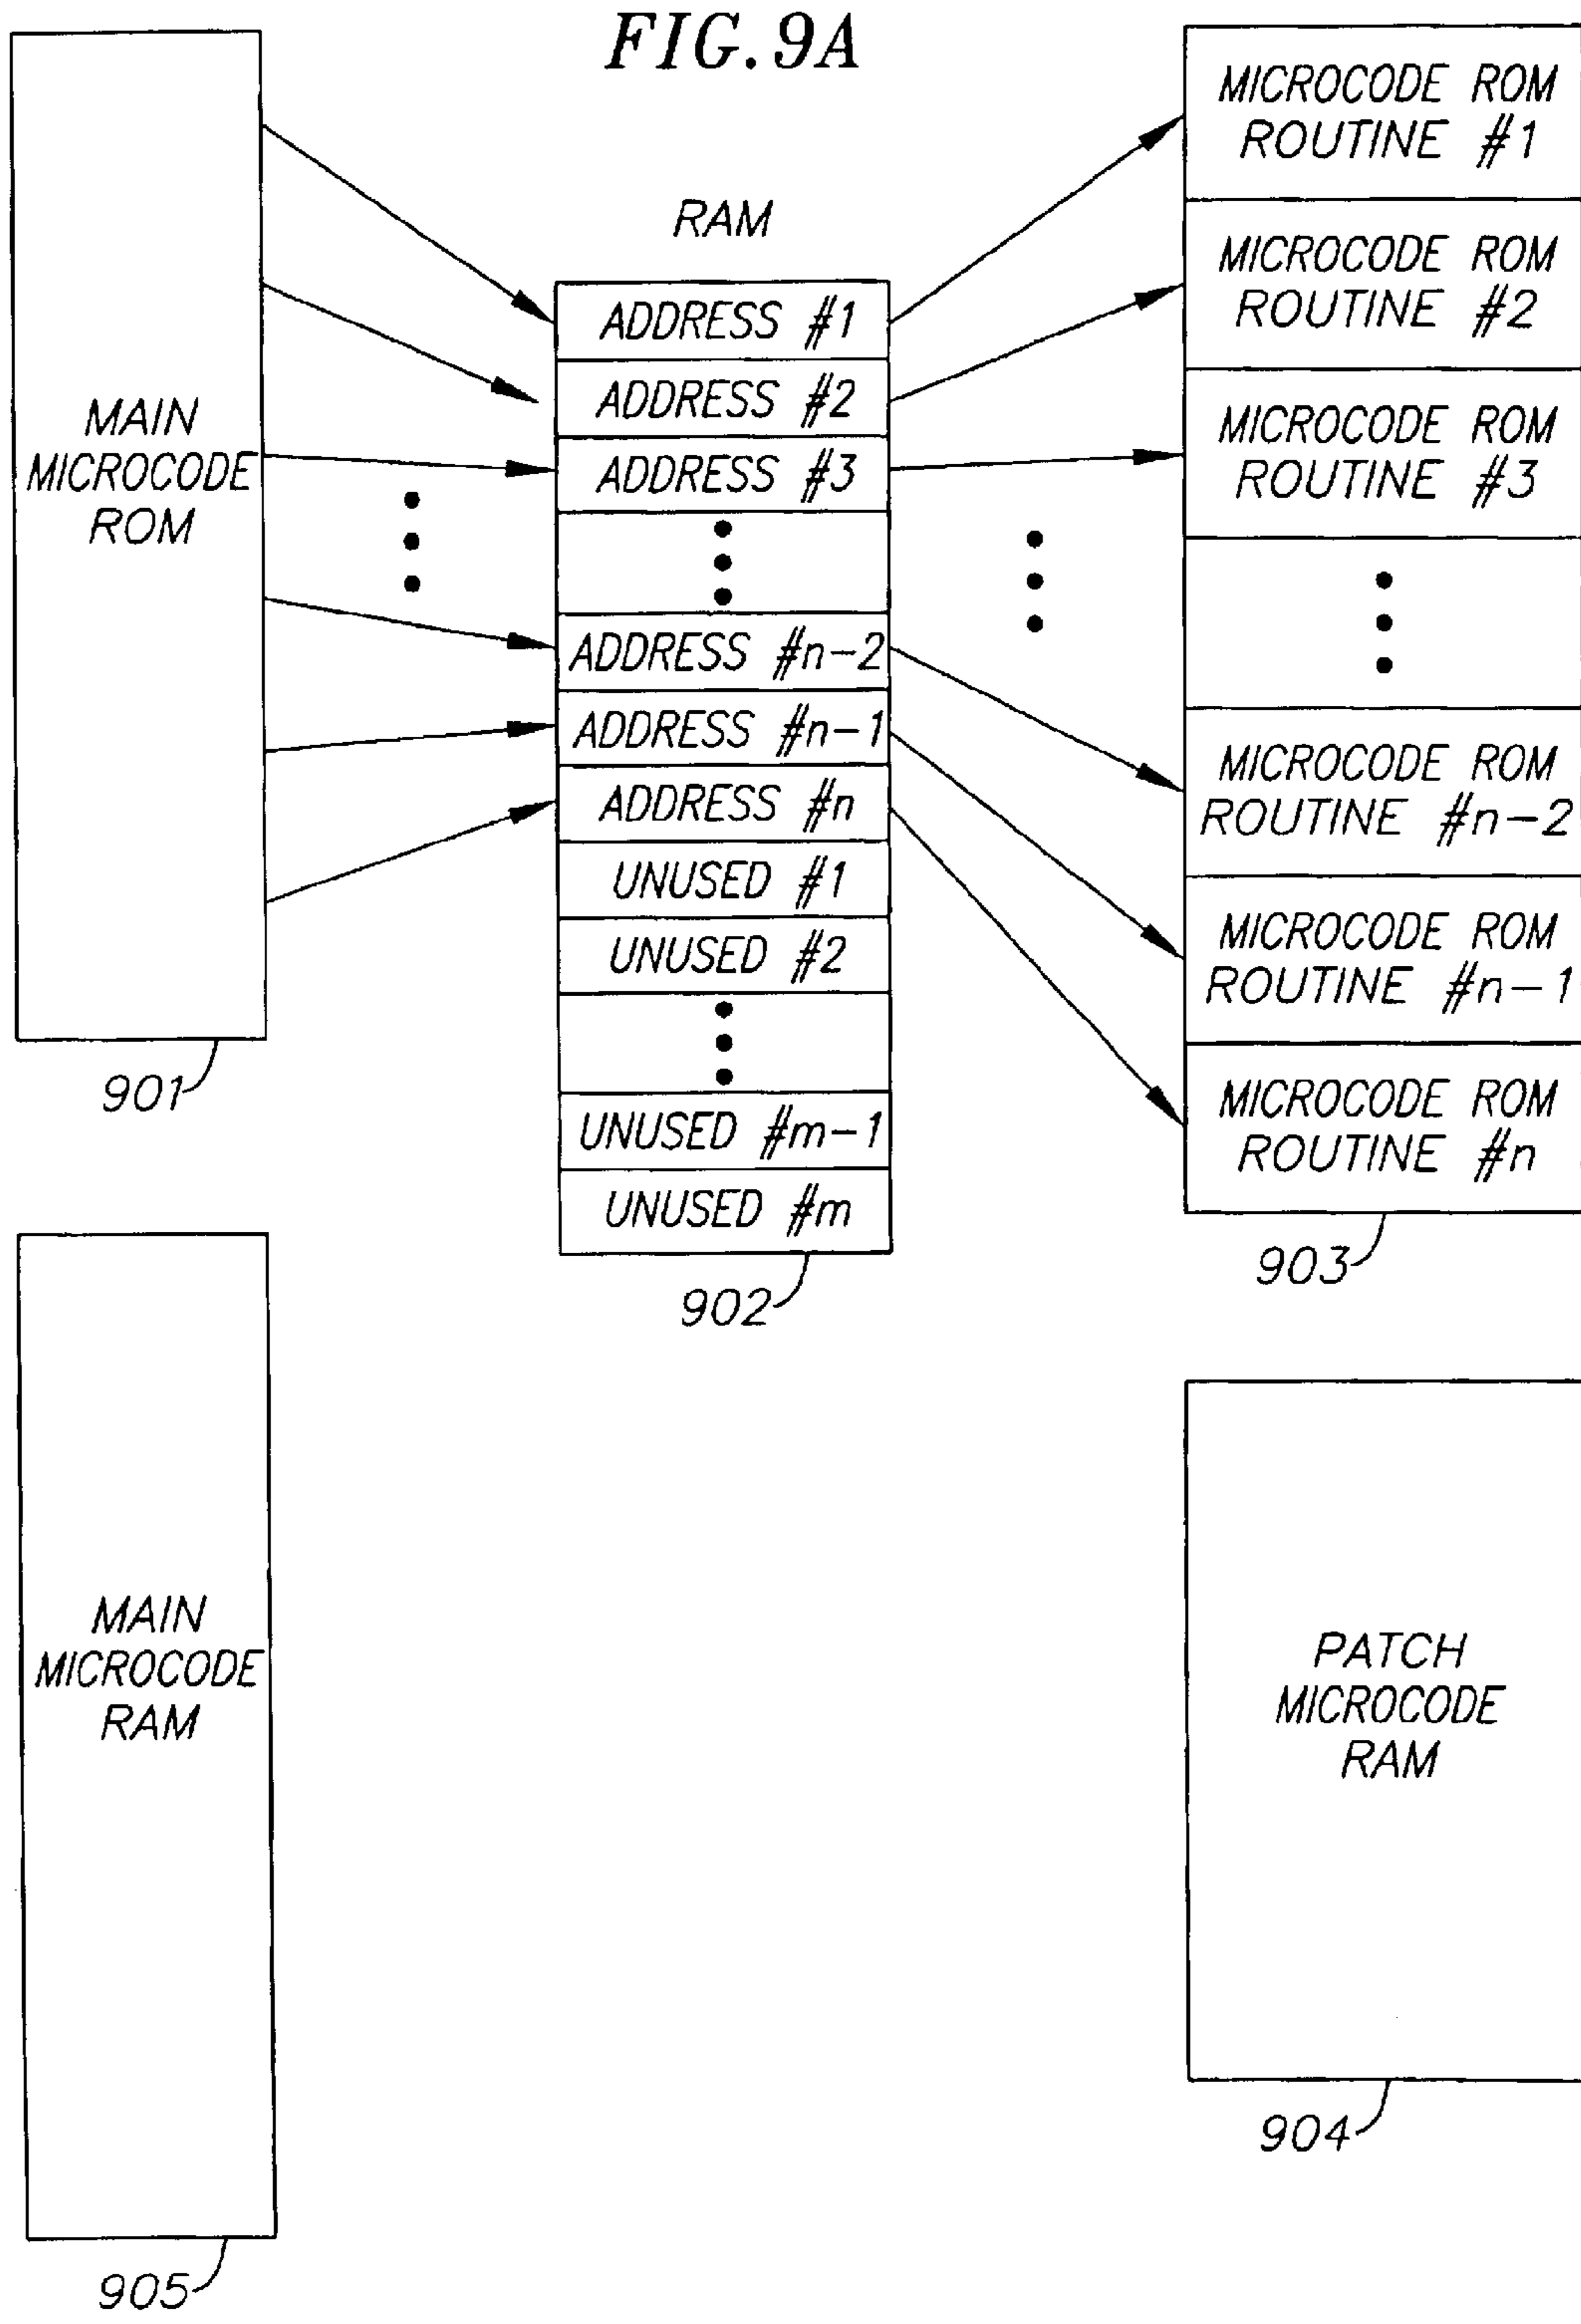 FIG. 9A
MAIN
MICROCODE
ROM
901
RAM
ADDRESS #1
ADDRESS #2
ADDRESS #3
ADDRESS #n-2
ADDRESS #n-1
ADDRESS #n
UNUSED #1
UNUSED #2
UNUSED #m-1
UNUSED #m
902
MICROCODE ROM
ROUTINE #1
MICROCODE ROM
ROUTINE #2
MICROCODE ROM
ROUTINE #3
MICROCODE ROM
ROUTINE #n-2
MICROCODE ROM
ROUTINE #n-1
MICROCODE ROM
ROUTINE #n
903
MAIN
MICROCODE
RAM
905
PATCH
MICROCODE
RAM
904